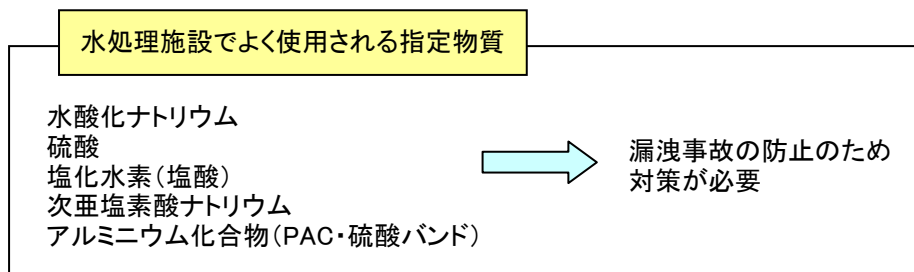 水処理施設でよく使用される指定物質
水酸化ナトリウム
硫酸
塩化水素(塩酸)
次亜塩素酸ナトリウム
アルミニウム化合物(PAC・硫酸バンド)
漏洩事故の防止のため
対策が必要